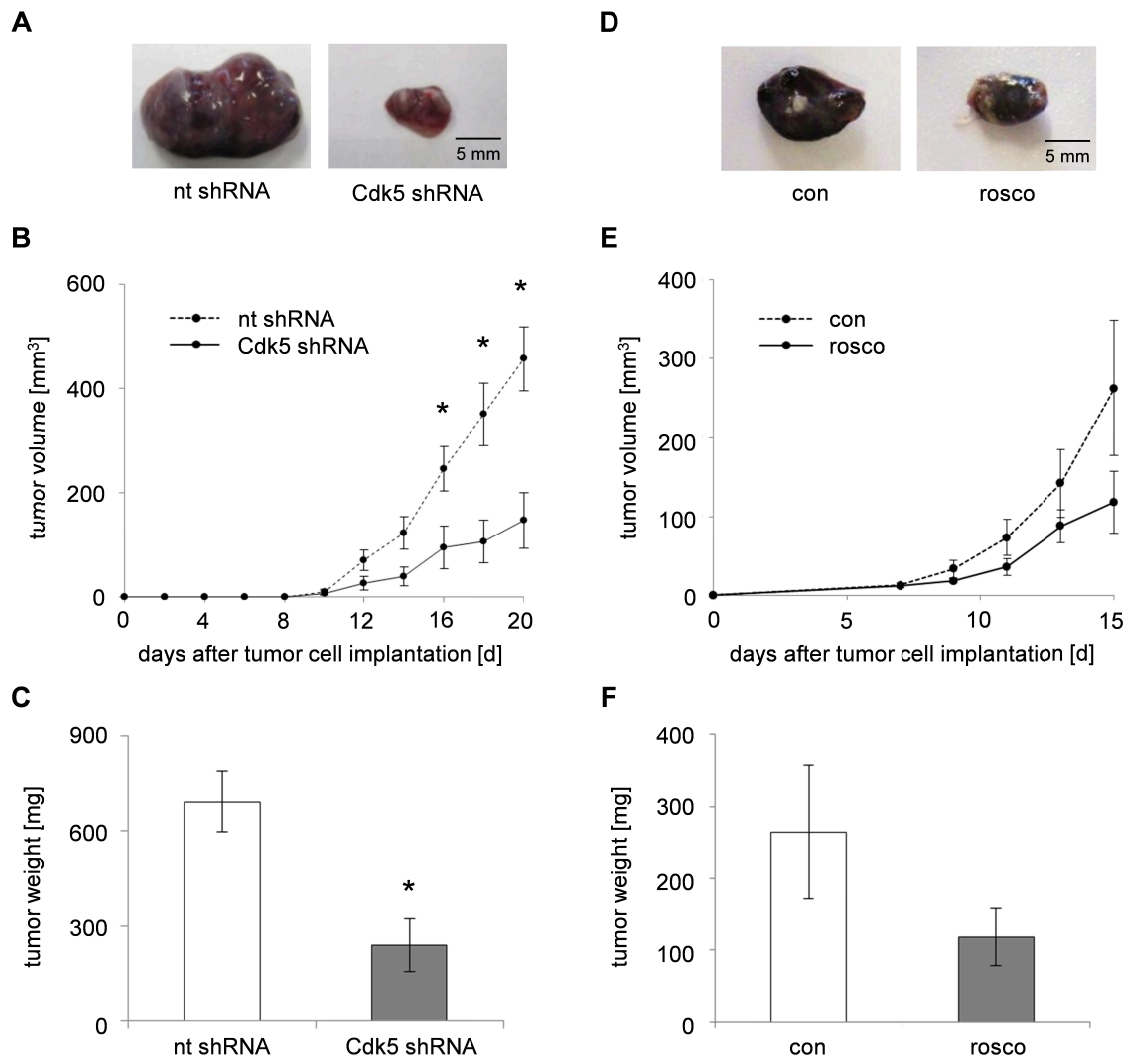 A
5 mm
nt shRNA
Cdk5 shRNA
B
600
400
200
0
tumor volume [mm³]
nt shRNA
Cdk5 shRNA
*
*
*
0 4 8 12 16 20
days after tumor cell implantation [d]
C
900
600
300
0
tumor weight [mg]
*
nt shRNA
Cdk5 shRNA
D
5 mm
con
rosco
E
400
300
200
100
0
tumor volume [mm³]
con
rosco
0 5 10 15
days after tumor cell implantation [d]
F
400
300
200
100
0
tumor weight [mg]
con
rosco